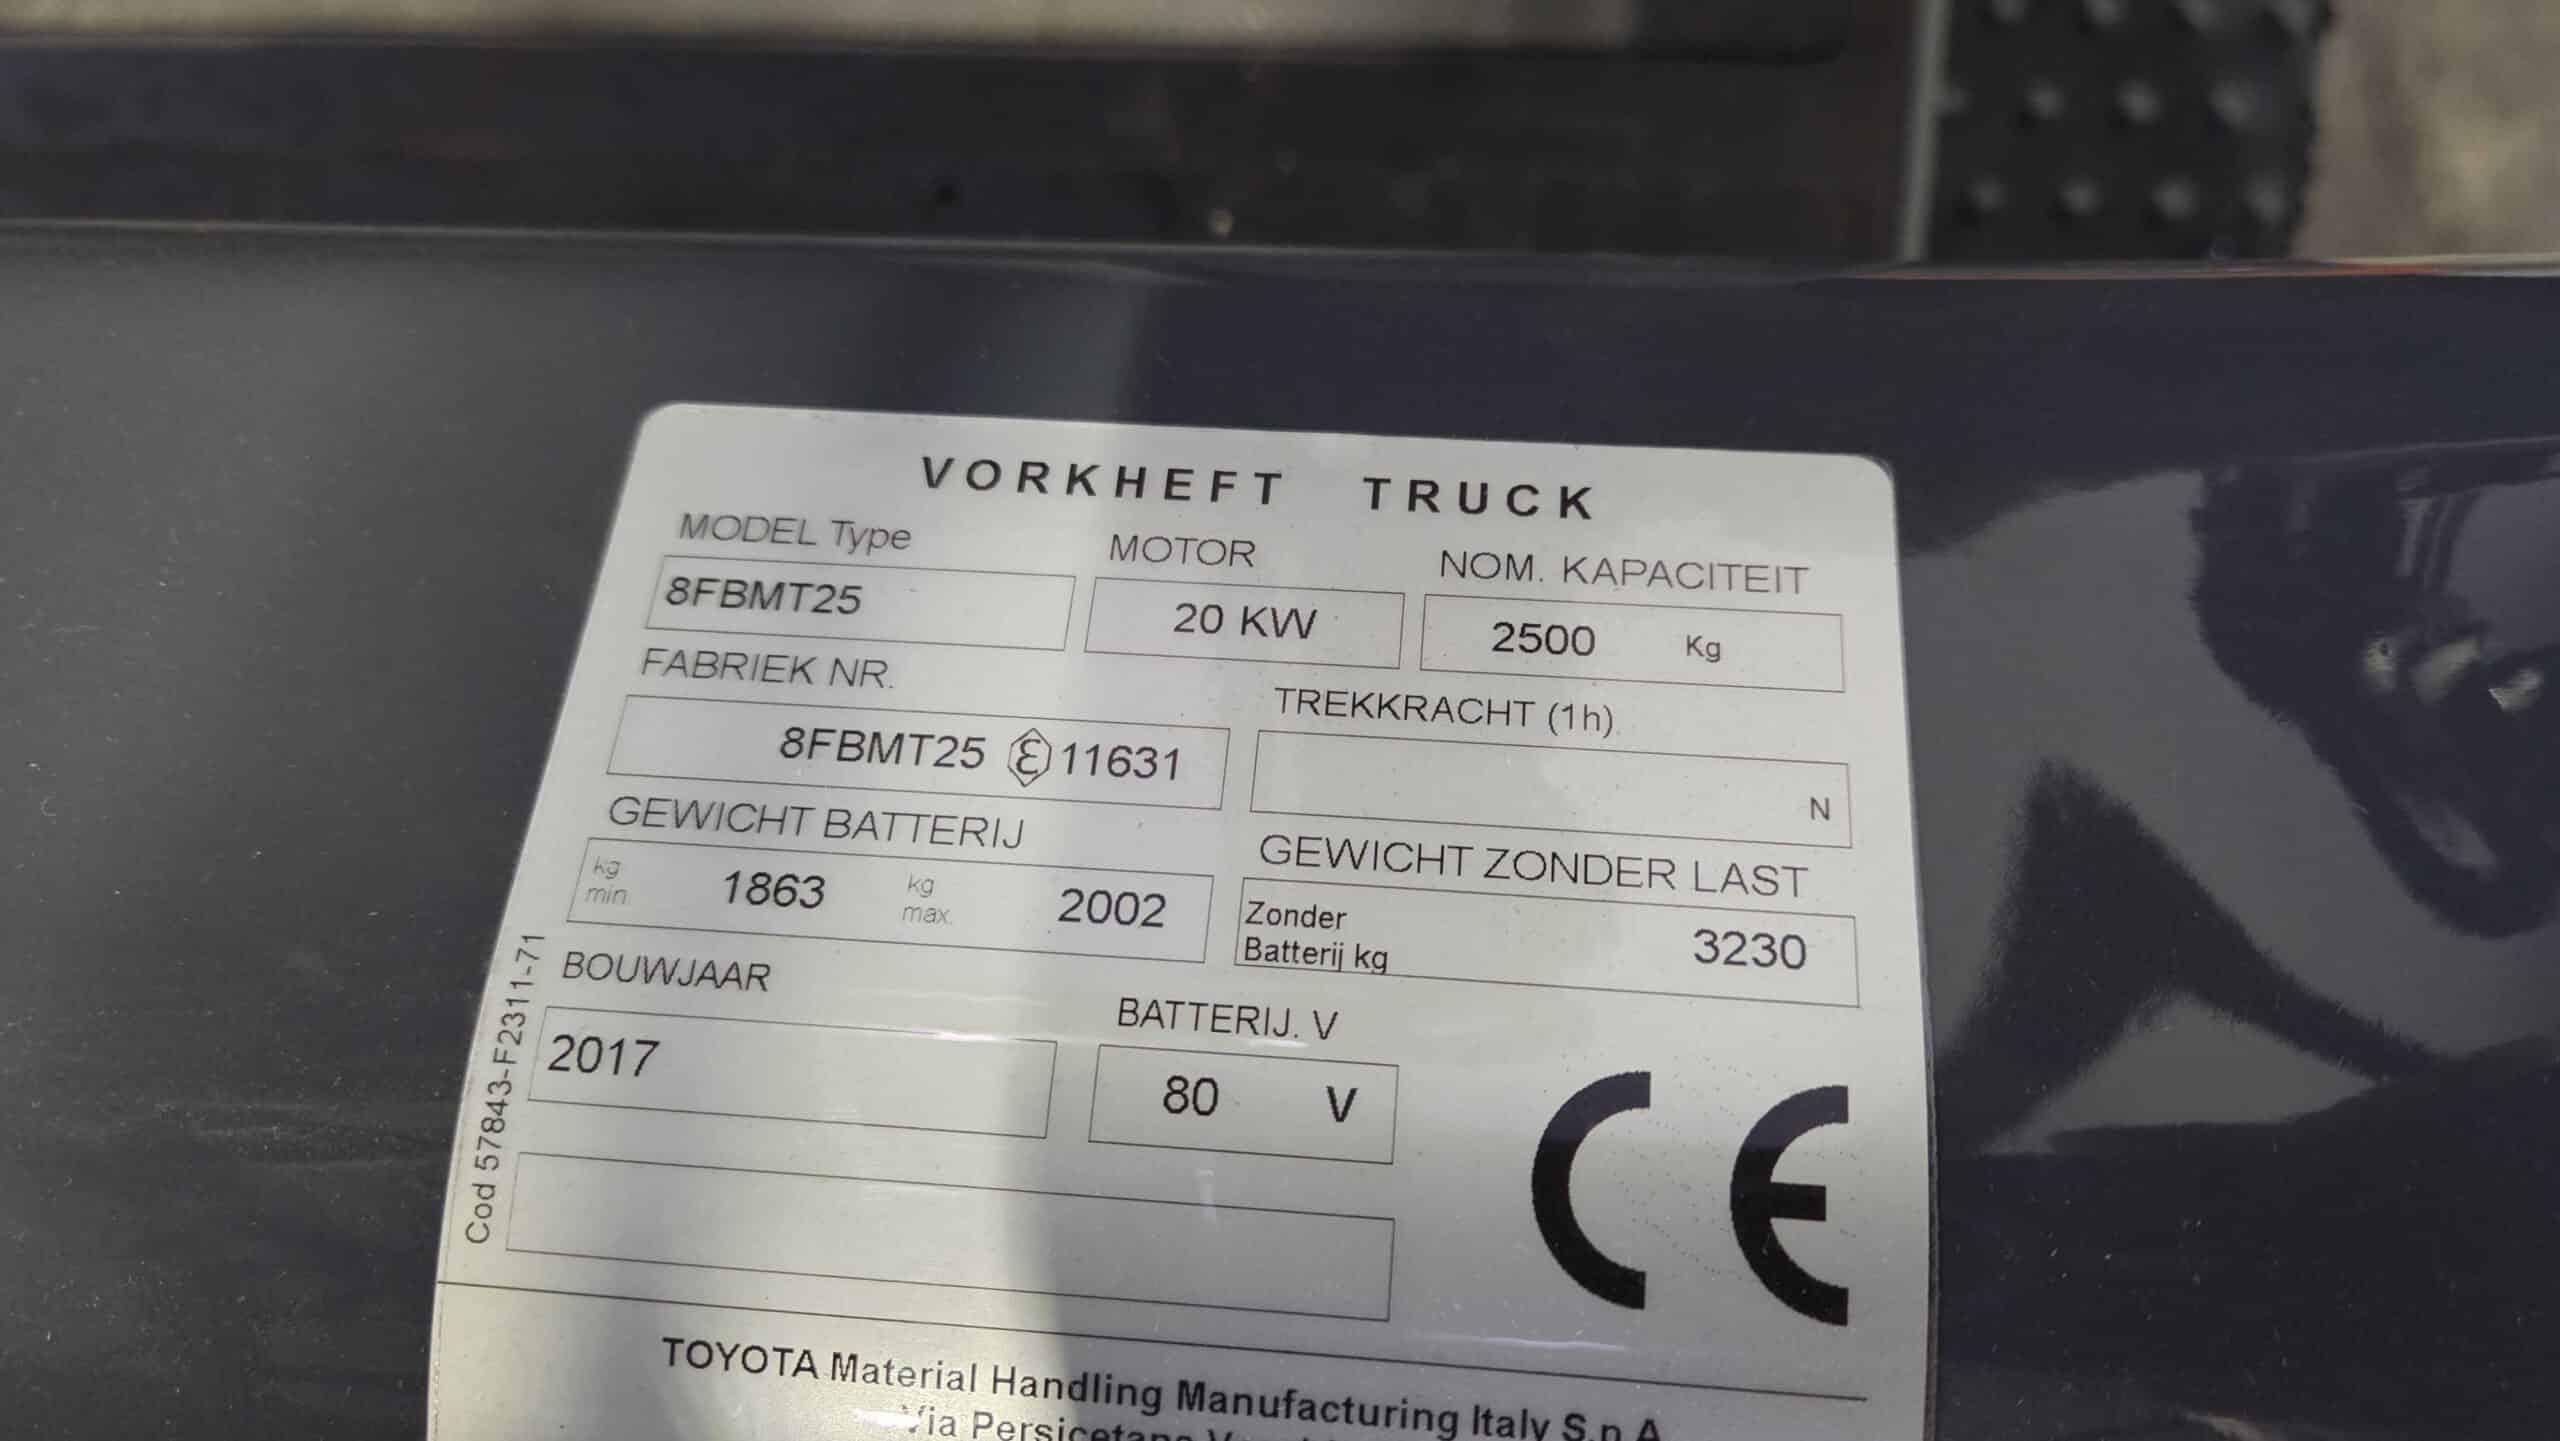 VORKHEFT TRUCK
MODEL Type
MOTOR
NOM. KAPACITEIT
8FBMT25
20 KW
2500 Kg
FABRIEK NR.
TREKKRACHT (1h)
8FBMT25 11631
N
GEWICHT BATTERIJ
GEWICHT ZONDER LAST
kg min. 1863 kg max. 2002
Zonder
Batterij kg
3230
BOUWJAAR
BATTERIJ. V
2017
80 V
CE
Cod 57843-F2311-71
TOYOTA Material Handling Manufacturing Italy S.p.A.
Via